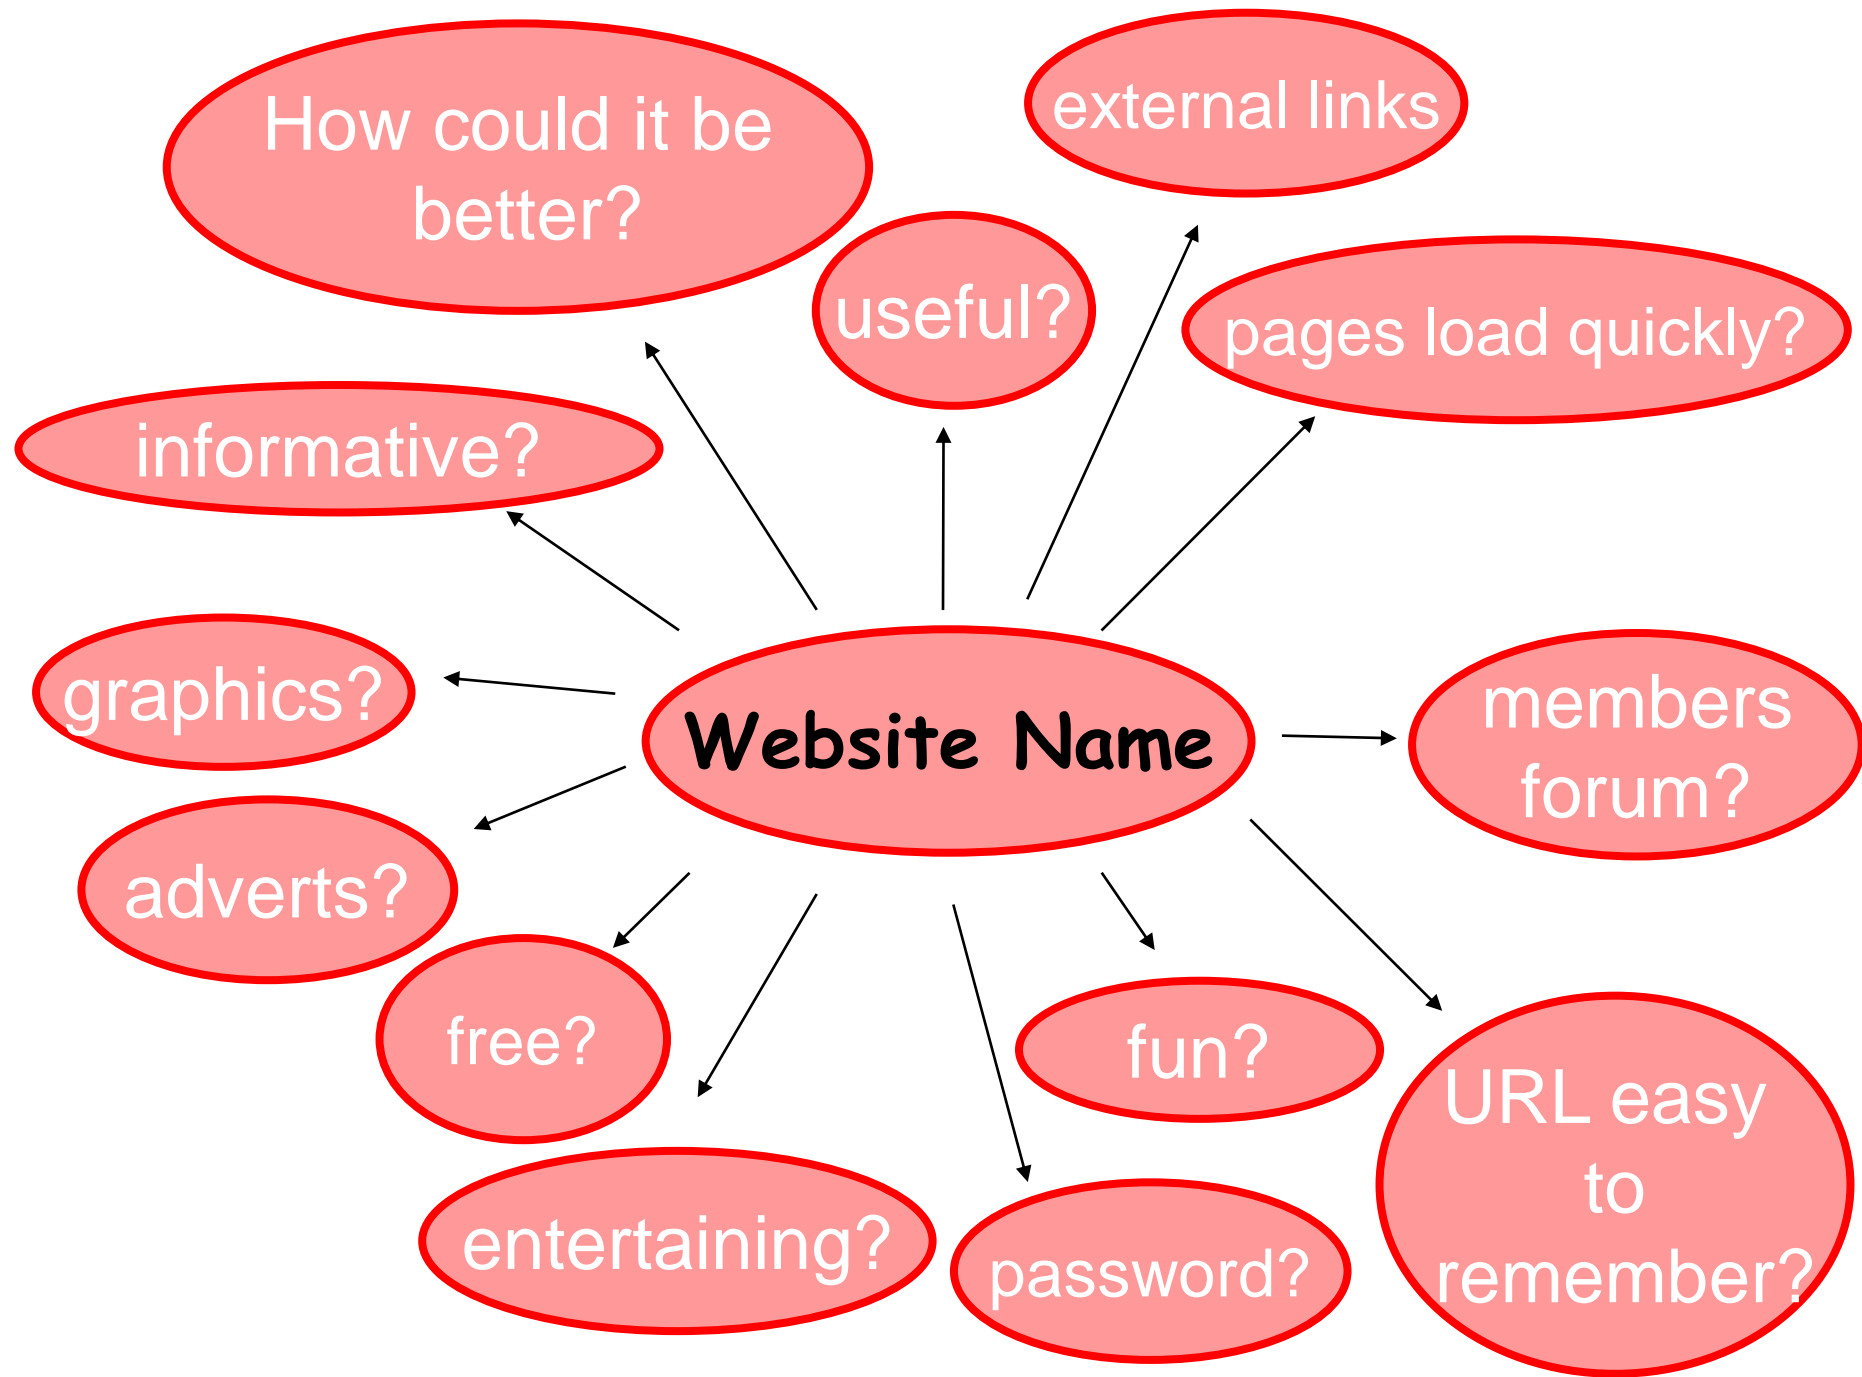 How could it be
better?
external links
useful?
pages load quickly?
informative?
graphics?
Website Name
members
forum?
adverts?
free?
fun?
URL easy
to
remember?
entertaining?
password?